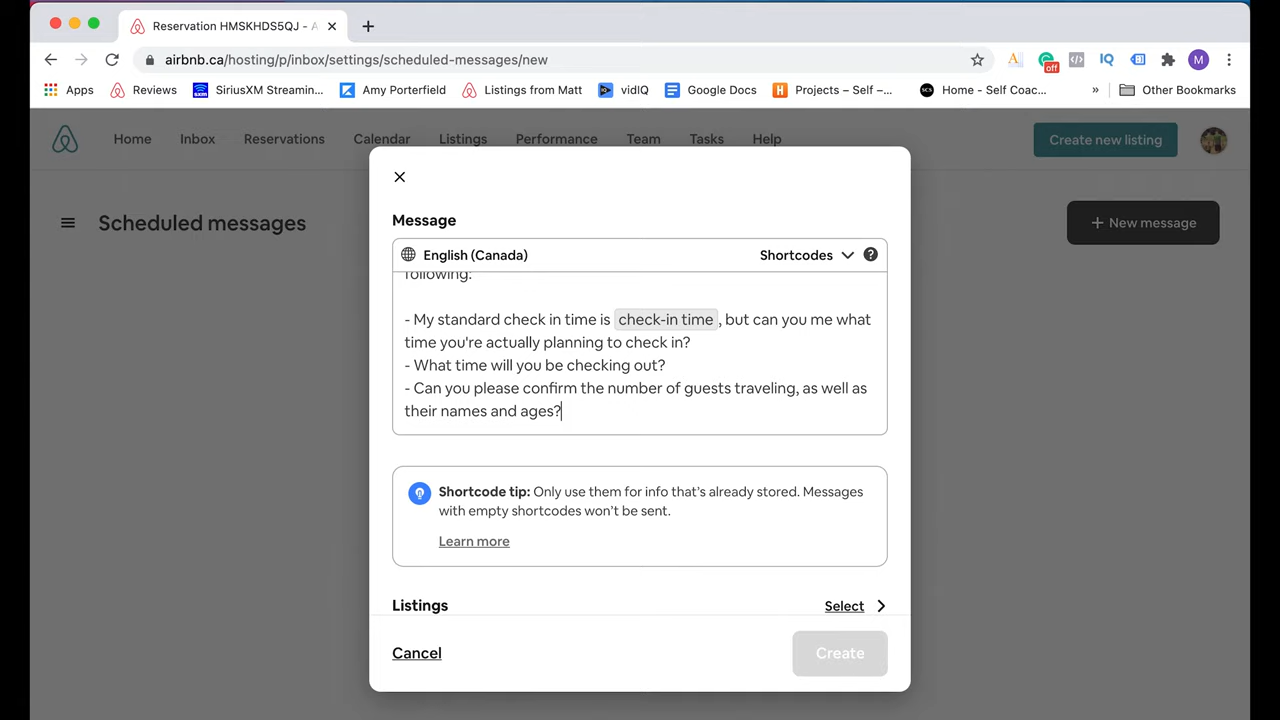 Reservation HMSKHDS5QJ - A
airbnb.ca/hosting/p/inbox/settings/scheduled-messages/new
off
IQ
M
Apps
Reviews
SiriusXM Streamin...
Amy Porterfield
Listings from Matt
vidIQ
Google Docs
Projects – Self –...
Home - Self Coac...
»
Other Bookmarks
Home
Inbox
Reservations
Calendar
Listings
Performance
Team
Tasks
Help
Create new listing
Scheduled messages
+ New message
Message
English (Canada)
Shortcodes
?
following:
- My standard check in time is check-in time , but can you me what
time you're actually planning to check in?
- What time will you be checking out?
- Can you please confirm the number of guests traveling, as well as
their names and ages?
Shortcode tip: Only use them for info that's already stored. Messages
with empty shortcodes won't be sent.
Learn more
Listings
Select
Cancel
Create